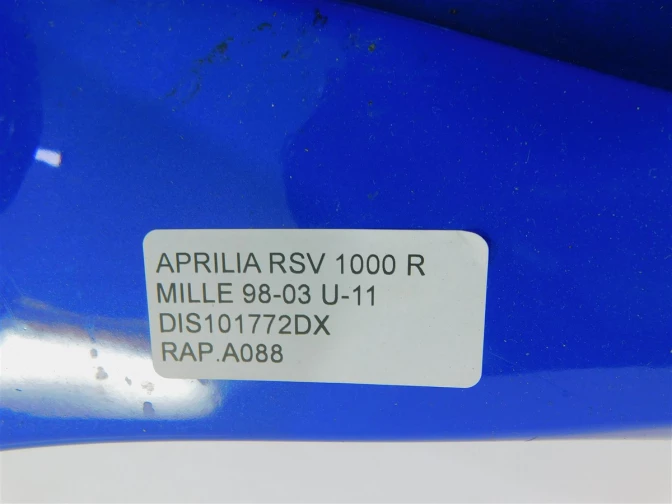 APRILIA RSV 1000 R
MILLE 98-03 U-11
DIS101772DX
RAP.A088